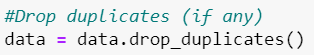 #Drop duplicates (if any)
data = data.drop_duplicates()